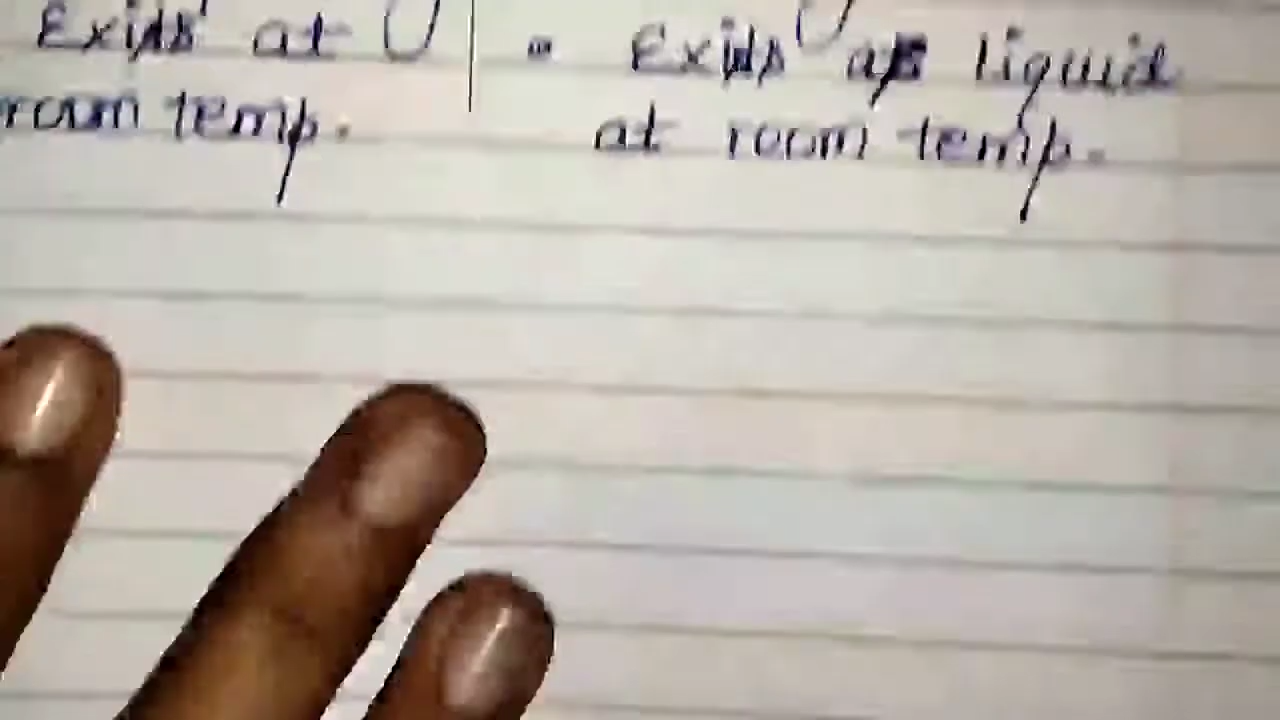 Exists at
room temp.
- Exists as liquid
at room temp.